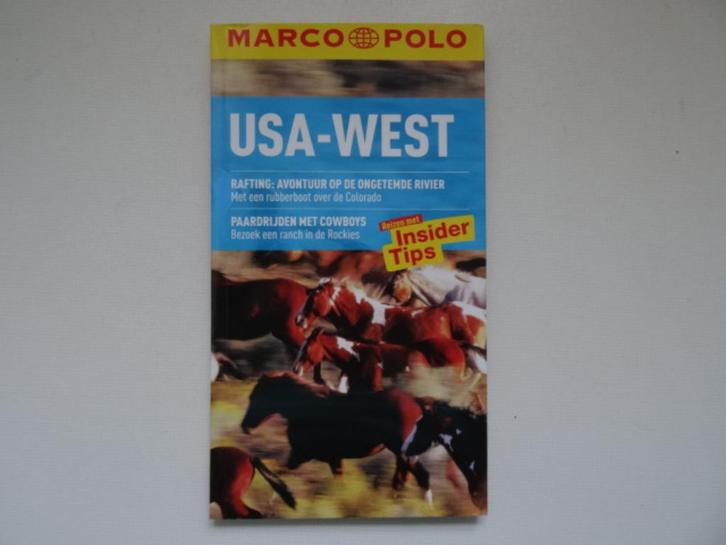 MARCO POLO
USA-WEST
RAFTING: AVONTUUR OP DE ONGETEMDE RIVIER
Met een rubberboot over de Colorado
PAARDRIJDEN MET COWBOYS
Bezoek een ranch in de Rockies
Reizen met
Insider
Tips